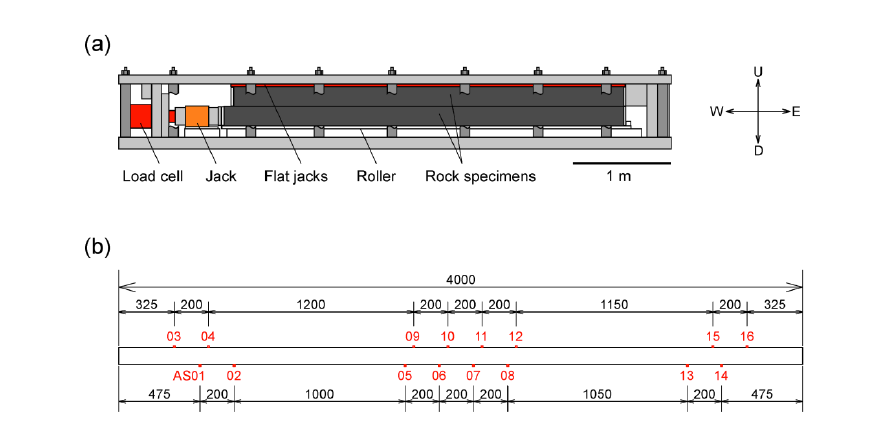 (a)
U
W E
D
Load cell Jack Flat jacks Roller Rock specimens 1 m
(b)
4000
325 200 1200 200 200 200 1150 200 325
03 04 09 10 11 12 15 16
AS01 02 05 06 07 08 13 14
475 200 1000 200 200 200 1050 200 475